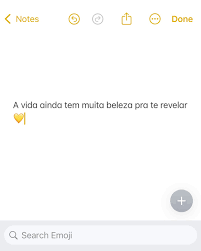 Notes
Done
A vida ainda tem muita beleza pra te revelar
💛
Search Emoji